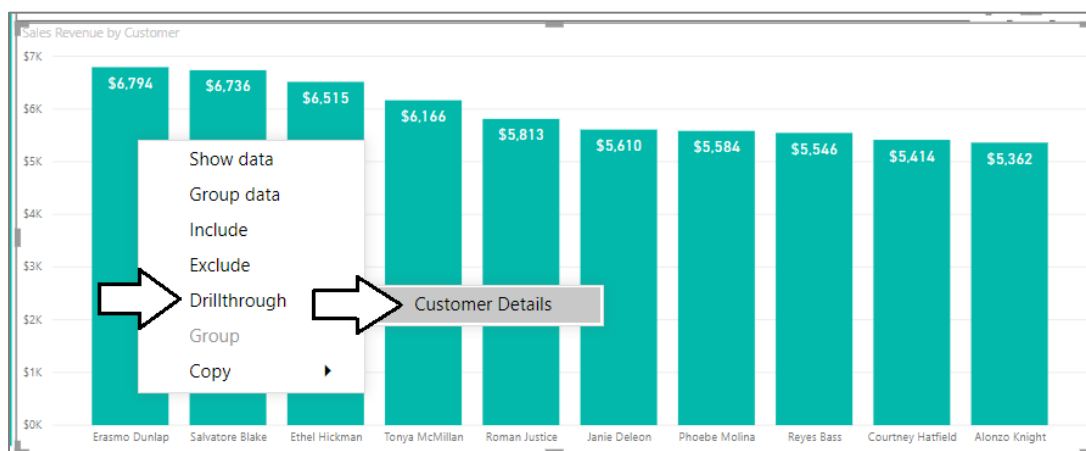 Sales Revenue by Customer
$7K
$6,794 $6,736 $6,515 $6,166 $5,813 $5,610 $5,584 $5,546 $5,414 $5,362
$6K
$5K
$4K
$3K
$2K
$1K
$0K
Show data
Group data
Include
Exclude
Drillthrough
Customer Details
Group
Copy
Erasmo Dunlap Salvatore Blake Ethel Hickman Tonya McMillan Roman Justice Janie Deleon Phoebe Molina Reyes Bass Courtney Hatfield Alonzo Knight